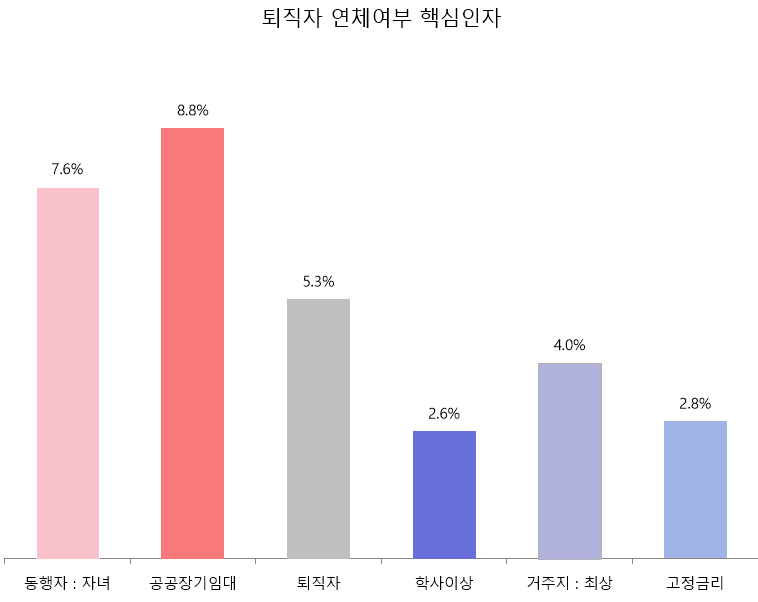 퇴직자 연체여부 핵심인자
7.6%
8.8%
5.3%
2.6%
4.0%
2.8%
동행자 : 자녀
공공장기임대
퇴직자
학사이상
거주지 : 최상
고정금리